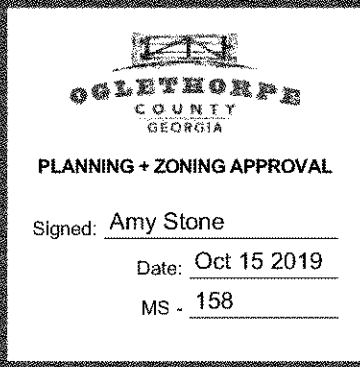 OGLETHORPE
COUNTY
GEORGIA
PLANNING + ZONING APPROVAL
Signed: Amy Stone
Date: Oct 15 2019
MS - 158